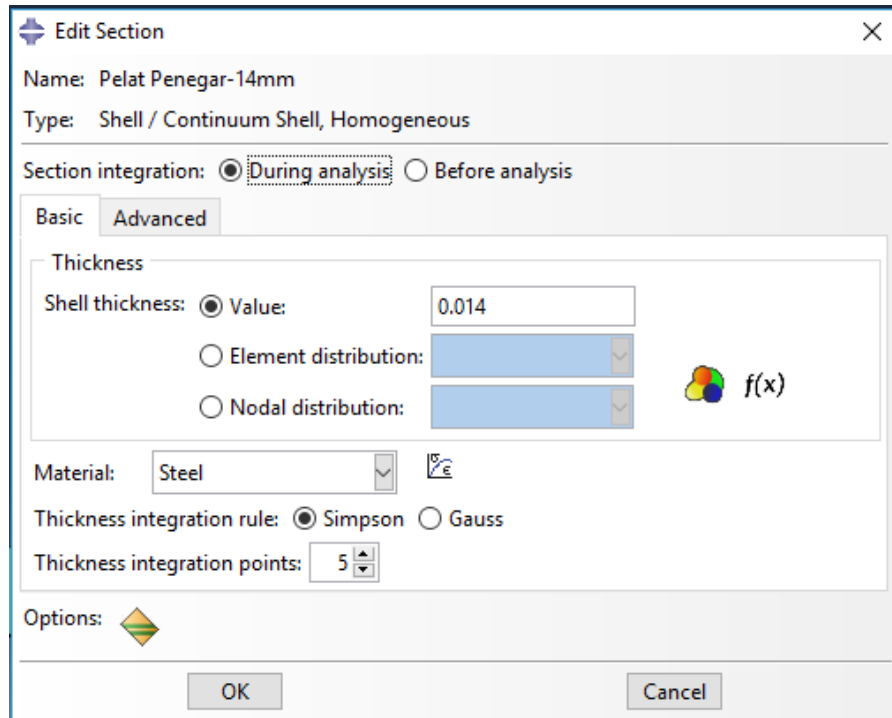 Edit Section
Name: Pelat Penegar-14mm
Type: Shell / Continuum Shell, Homogeneous
Section integration: During analysis Before analysis
Basic Advanced
Thickness
Shell thickness: Value: 0.014
Element distribution:
f(x)
Nodal distribution:
Material: Steel σ ε
Thickness integration rule: Simpson Gauss
Thickness integration points: 5
Options:
OK Cancel